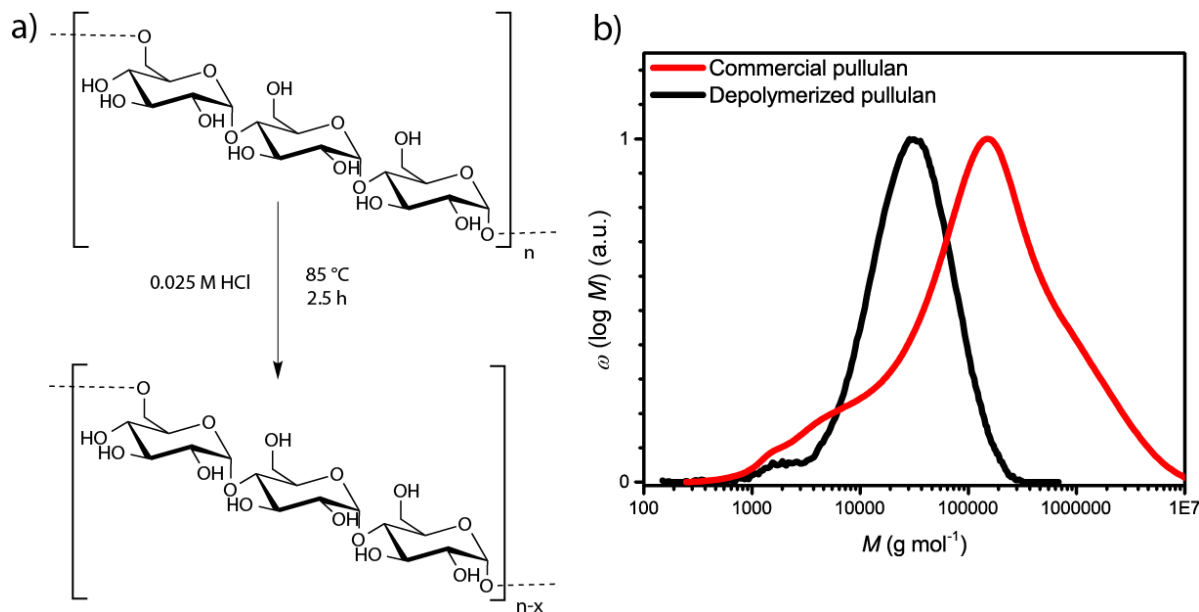 a)
O
HO
HO
OH
O
OH
O
HO
OH
O
OH
O
HO
OH
O
n
0.025 M HCl
85 °C
2.5 h
O
HO
HO
OH
O
OH
O
HO
OH
O
OH
O
HO
OH
O
n-x
b)
Commercial pullulan
Depolymerized pullulan
ω (log M) (a.u.)
1
0
100
1000
10000
100000
1000000
1E7
M (g mol⁻¹)